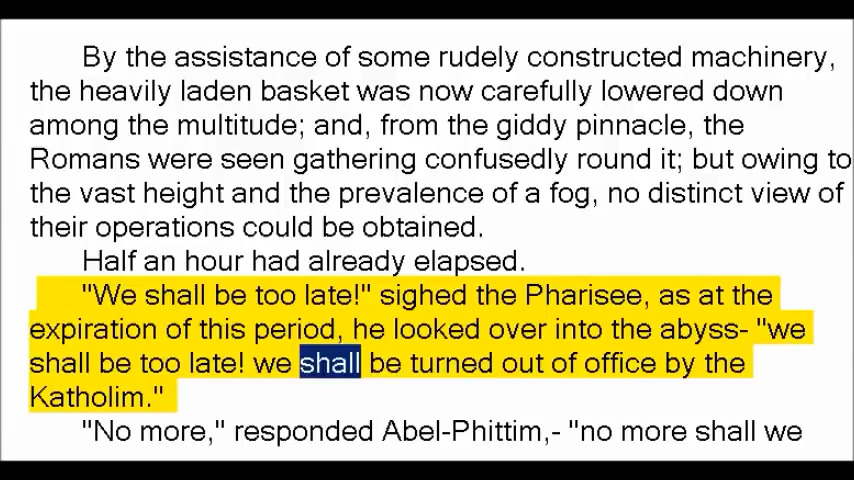 By the assistance of some rudely constructed machinery,
the heavily laden basket was now carefully lowered down
among the multitude; and, from the giddy pinnacle, the
Romans were seen gathering confusedly round it; but owing to
the vast height and the prevalence of a fog, no distinct view of
their operations could be obtained.
Half an hour had already elapsed.
"We shall be too late!" sighed the Pharisee, as at the
expiration of this period, he looked over into the abyss- "we
shall be too late! we shall be turned out of office by the
Katholim."
"No more," responded Abel-Phittim,- "no more shall we